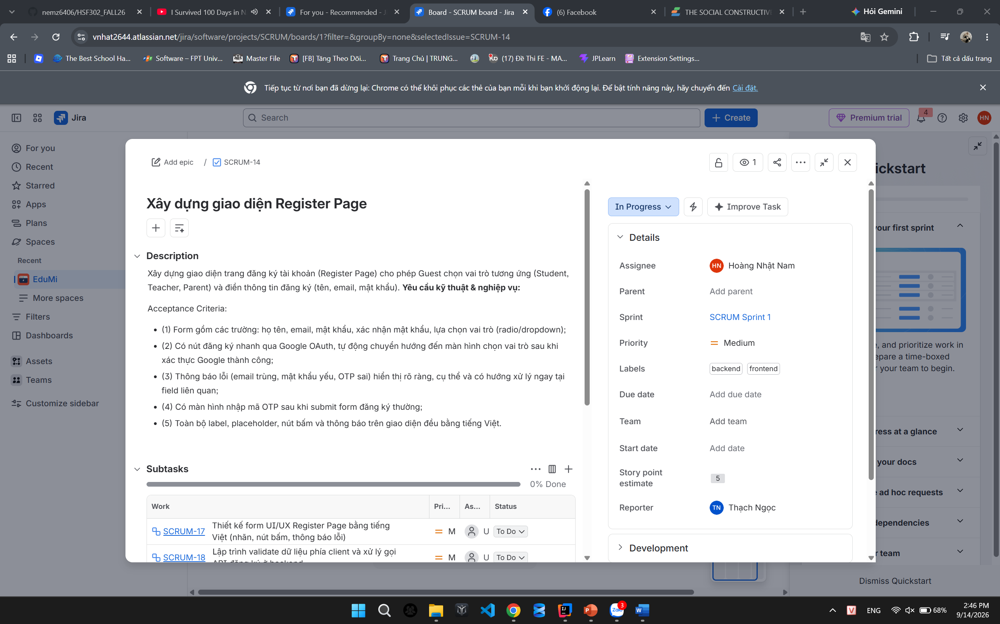 nemz6406/HSF302_FALL26
I Survived 100 Days in N
For you - Recommended - J
Board - SCRUM board - Jira
(6) Facebook
THE SOCIAL CONSTRUCTIV
Hỏi Gemini
vnhat2644.atlassian.net/jira/software/projects/SCRUM/boards/1?filter=&groupBy=none&selectedIssue=SCRUM-14
The Best School Ha...
Software – FPT Univ...
Master File
[FB] Tăng Theo Dõi...
Trang Chủ | TRUNG...
(17) Đề Thi FE - MA...
JPLearn
Extension Settings...
Tất cả dấu trang
Tiếp tục từ nơi bạn đã dừng lại: Chrome có thể khôi phục các thẻ của bạn mỗi khi bạn khởi động lại. Để bật tính năng này, hãy chuyển đến Cài đặt.
Jira
Search
Create
Premium trial
4
HN
For you
Recent
Starred
Apps
Plans
Spaces
Recent
EduMi
More spaces
Filters
Dashboards
Assets
Teams
Customize sidebar
Add epic / SCRUM-14
1
Xây dựng giao diện Register Page
Description
Xây dựng giao diện trang đăng ký tài khoản (Register Page) cho phép Guest chọn vai trò tương ứng (Student,
Teacher, Parent) và điền thông tin đăng ký (tên, email, mật khẩu). Yêu cầu kỹ thuật & nghiệp vụ:
Acceptance Criteria:
(1) Form gồm các trường: họ tên, email, mật khẩu, xác nhận mật khẩu, lựa chọn vai trò (radio/dropdown);
(2) Có nút đăng ký nhanh qua Google OAuth, tự động chuyển hướng đến màn hình chọn vai trò sau khi
xác thực Google thành công;
(3) Thông báo lỗi (email trùng, mật khẩu yếu, OTP sai) hiển thị rõ ràng, cụ thể và có hướng xử lý ngay tại
field liên quan;
(4) Có màn hình nhập mã OTP sau khi submit form đăng ký thường;
(5) Toàn bộ label, placeholder, nút bấm và thông báo trên giao diện đều bằng tiếng Việt.
Subtasks
0% Done
Work
Pri...
As...
Status
SCRUM-17
Thiết kế form UI/UX Register Page bằng tiếng
Việt (nhãn, nút bấm, thông báo lỗi)
M
U
To Do
SCRUM-18
Lập trình validate dữ liệu phía client và xử lý gọi
API đăng ký ở backend
M
U
To Do
In Progress
Improve Task
Details
Assignee
HN Hoàng Nhật Nam
Parent
Add parent
Sprint
SCRUM Sprint 1
Priority
Medium
Labels
backend frontend
Due date
Add due date
Team
Add team
Start date
Add date
Story point
estimate
5
Reporter
TN Thạch Ngọc
Development
ickstart
your first sprint
, and prioritize work in
epare a time-boxed
r your team to begin.
ress at a glance
your docs
e ad hoc requests
dependencies
r team
Dismiss Quickstart
Zalo
3
ENG
68%
2:46 PM
9/14/2026